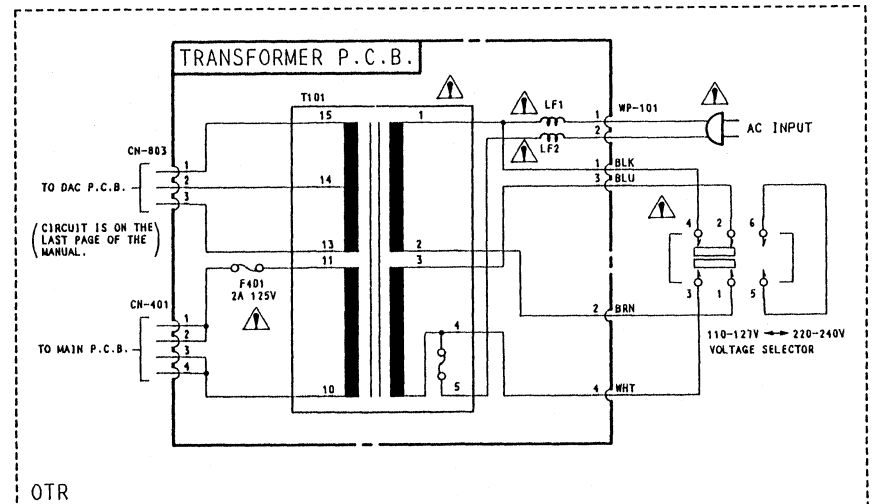 TRANSFORMER P.C.B.
T101
LF1
WP-101
15
1
1
2
AC INPUT
LF2
CN-803
1
2
3
TO DAC P.C.B.
14
1 BLK
3 BLU
(CIRCUIT IS ON THE
LAST PAGE OF THE
MANUAL.)
4
2
6
13
2
11
3
F401
2A 125V
CN-401
3
1
5
2 BRN
1
2
3
4
TO MAIN P.C.B.
4
110-127V ↔ 220-240V
VOLTAGE SELECTOR
10
5
4 WHT
OTR